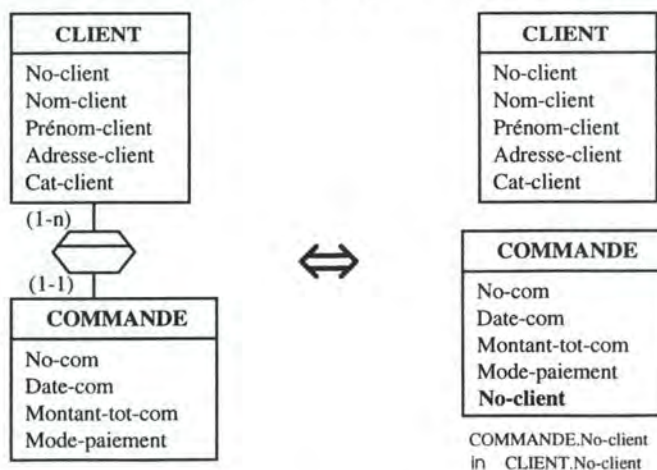 CLIENT
No-client
Nom-client
Prénom-client
Adresse-client
Cat-client
(1-n)
(1-1)
COMMANDE
No-com
Date-com
Montant-tot-com
Mode-paiement
CLIENT
No-client
Nom-client
Prénom-client
Adresse-client
Cat-client
COMMANDE
No-com
Date-com
Montant-tot-com
Mode-paiement
No-client
COMMANDE.No-client
in CLIENT.No-client